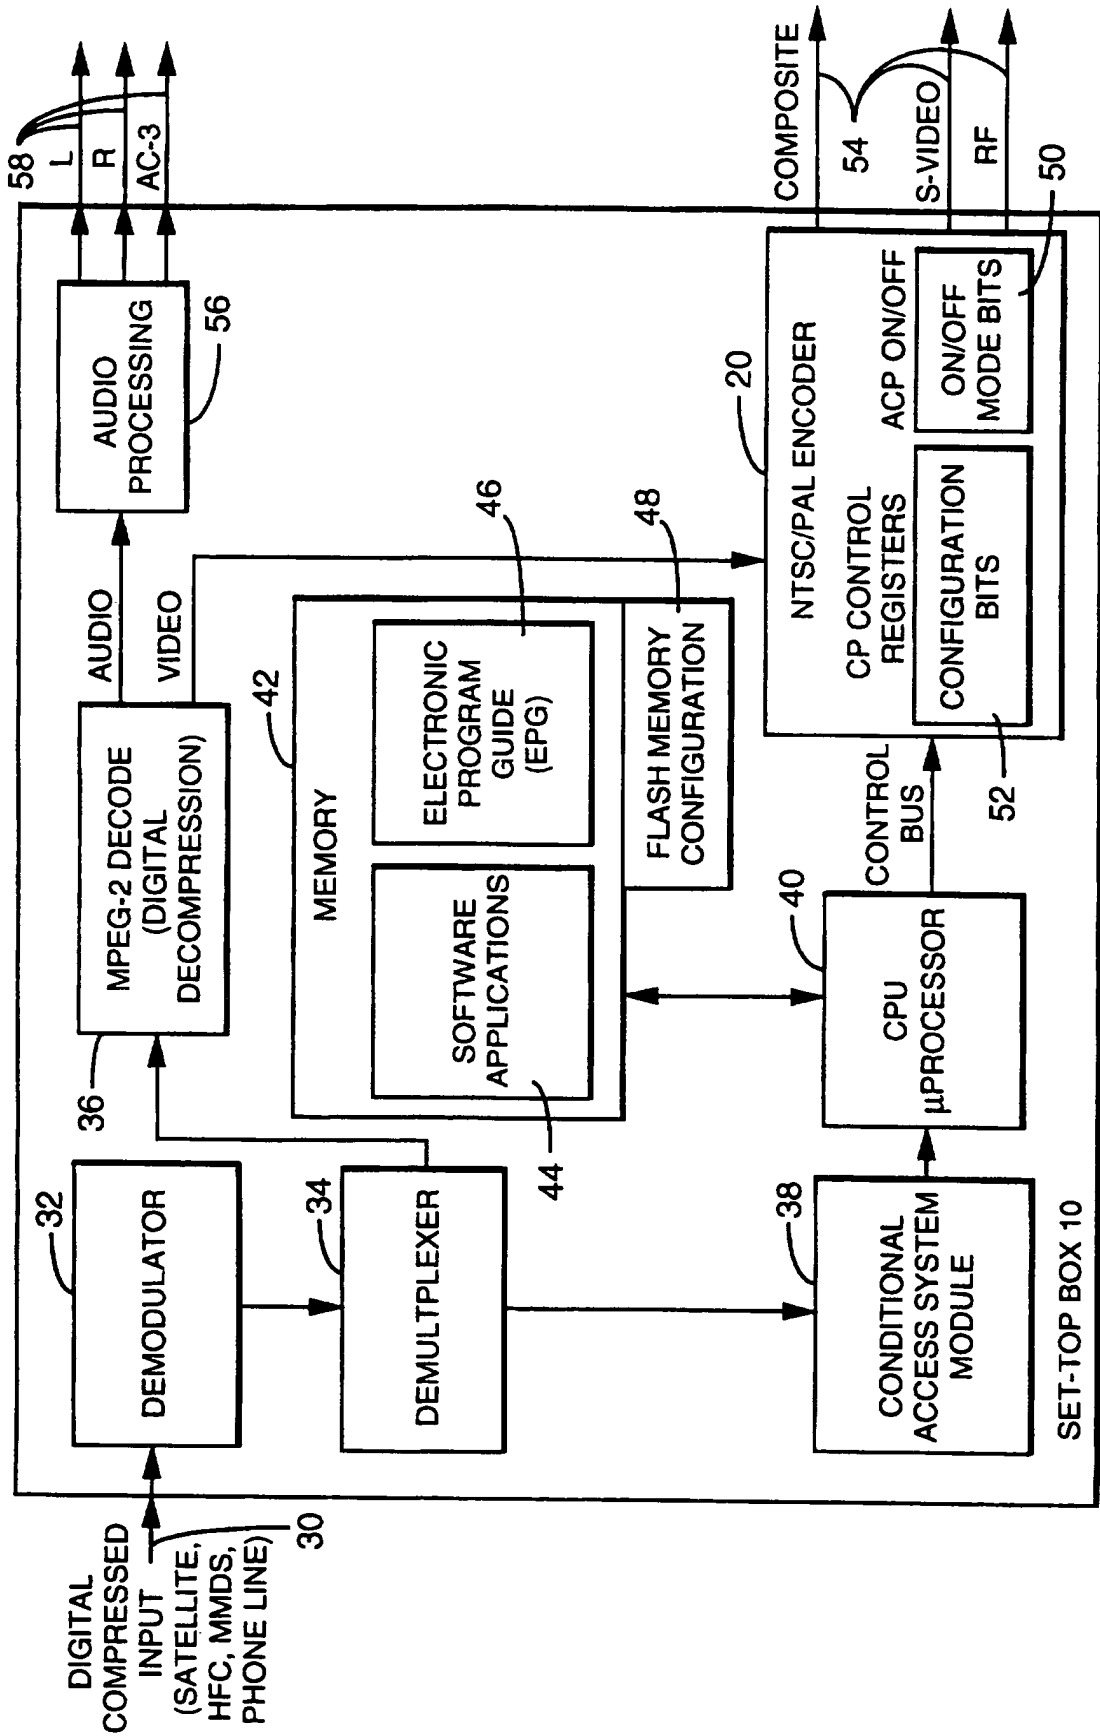 DIGITAL
COMPRESSED
INPUT
(SATELLITE,
HFC, MMDS,
PHONE LINE)
30
32
DEMODULATOR
34
DEMULTPLEXER
36
MPEG-2 DECODE
(DIGITAL
DECOMPRESSION)
AUDIO
VIDEO
AUDIO
PROCESSING
56
58
L
R
AC-3
42
MEMORY
SOFTWARE
APPLICATIONS
44
ELECTRONIC
PROGRAM
GUIDE
(EPG)
46
FLASH MEMORY
CONFIGURATION
48
38
CONDITIONAL
ACCESS SYSTEM
MODULE
40
CPU
µPROCESSOR
CONTROL
BUS
20
NTSC/PAL ENCODER
CP CONTROL
REGISTERS
ACP ON/OFF
CONFIGURATION
BITS
52
ON/OFF
MODE BITS
50
COMPOSITE
54
S-VIDEO
RF
SET-TOP BOX 10